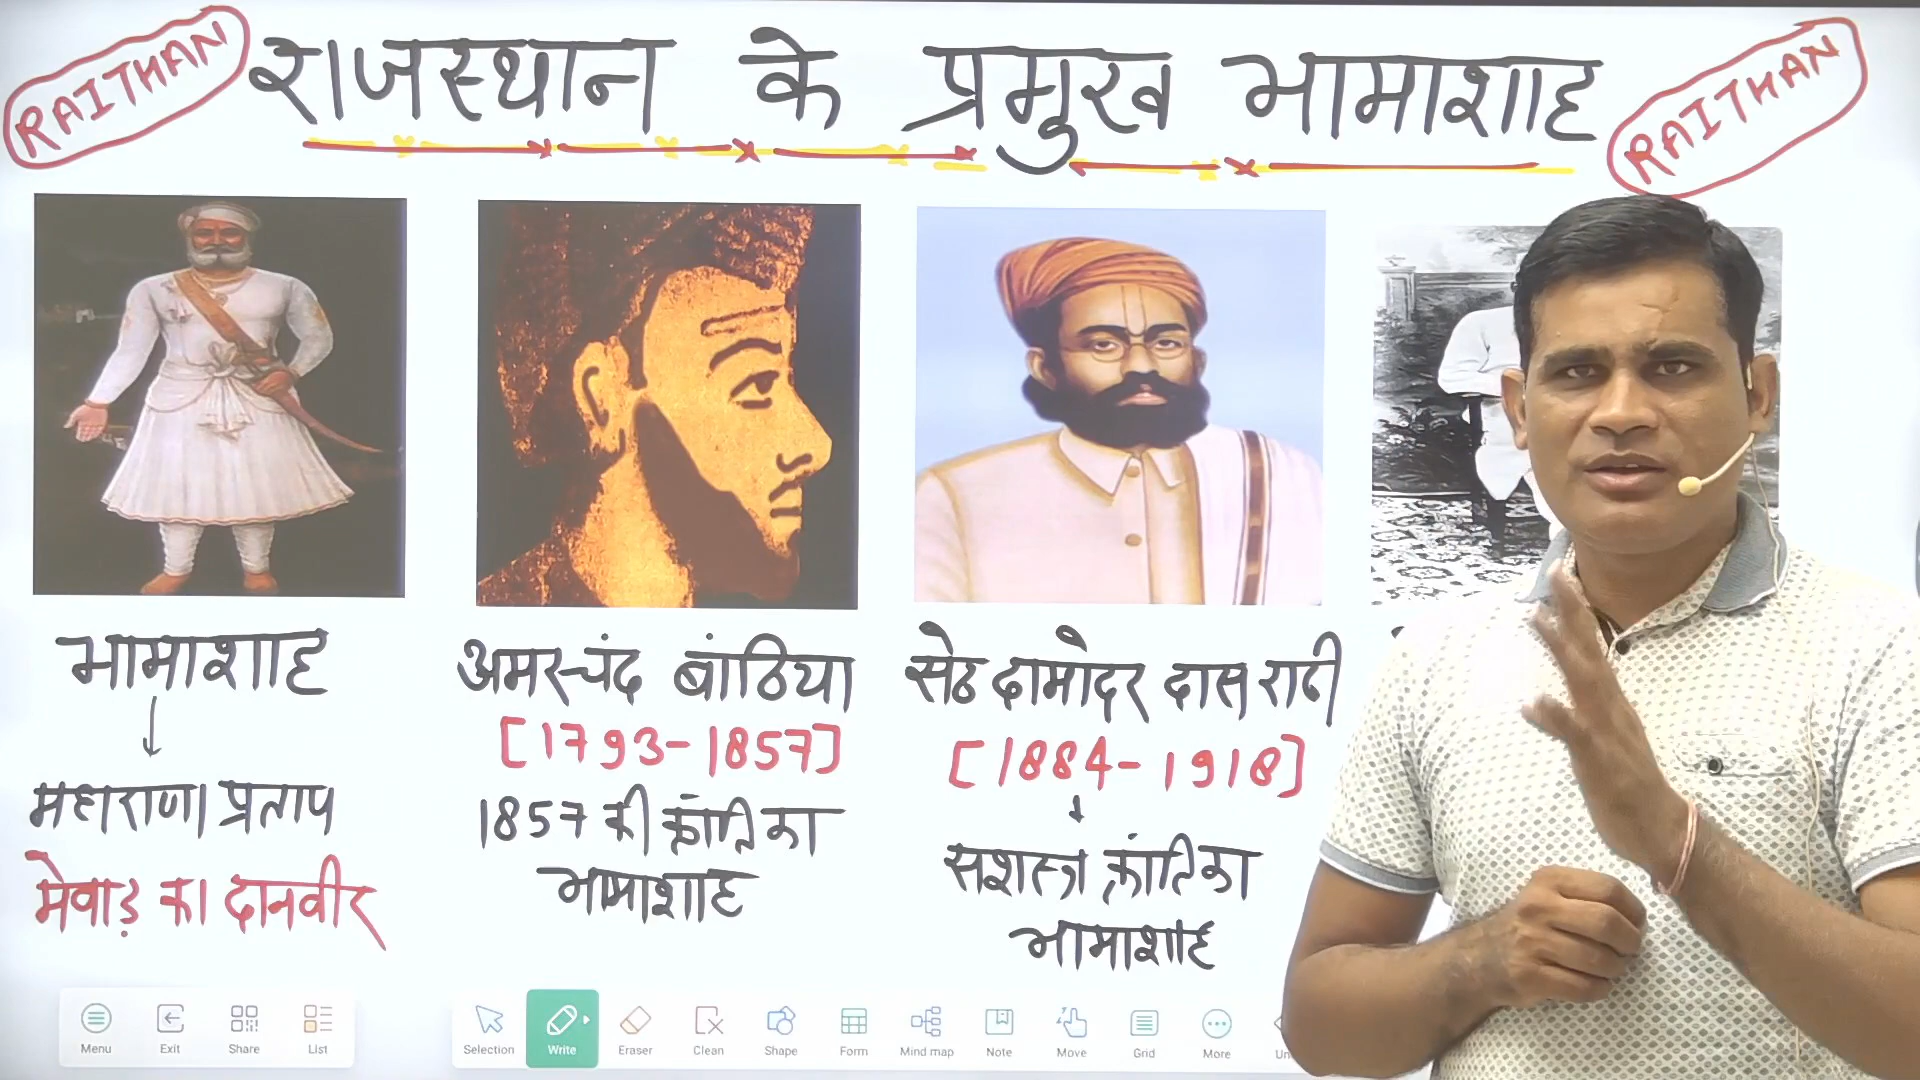 RAITHAN
राजस्थान के प्रमुख भामाशाह
RAITHAN
भामाशाह
महाराणा प्रताप
मेवाड़ का दानवीर
अमरचंद बांठिया
[1793-1857]
1857 की क्रांति का
भामाशाह
सेठ दामोदर दास राठी
[1884-1918]
सशस्त्र क्रांति का
भामाशाह
Menu
Exit
Share
List
Selection
Write
Eraser
Clean
Shape
Form
Mind map
Note
Move
Grid
More